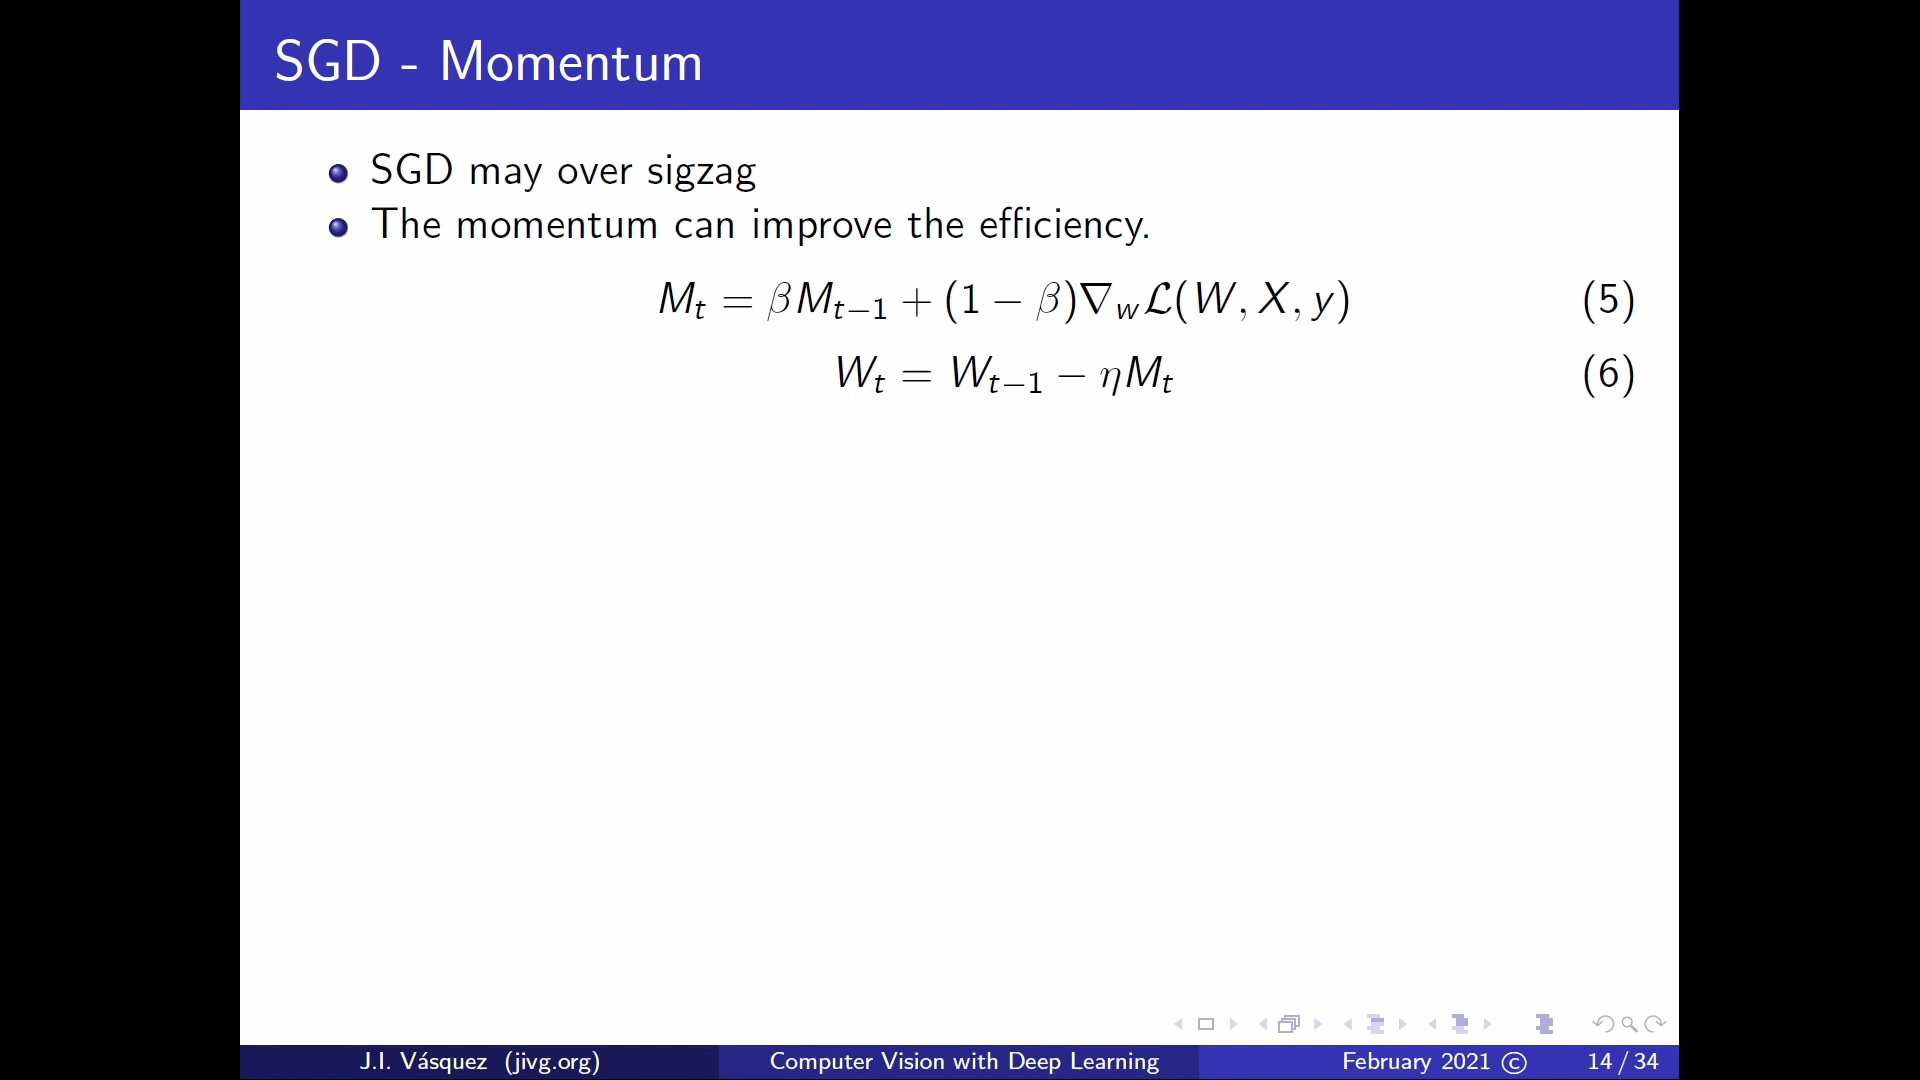 SGD - Momentum
SGD may over sigzag
The momentum can improve the efficiency.
M_t = βM_{t−1} + (1 − β)∇_w ℒ(W, X, y) (5)
W_t = W_{t−1} − ηM_t (6)
J.I. Vásquez (jivg.org) Computer Vision with Deep Learning February 2021 © 14 / 34